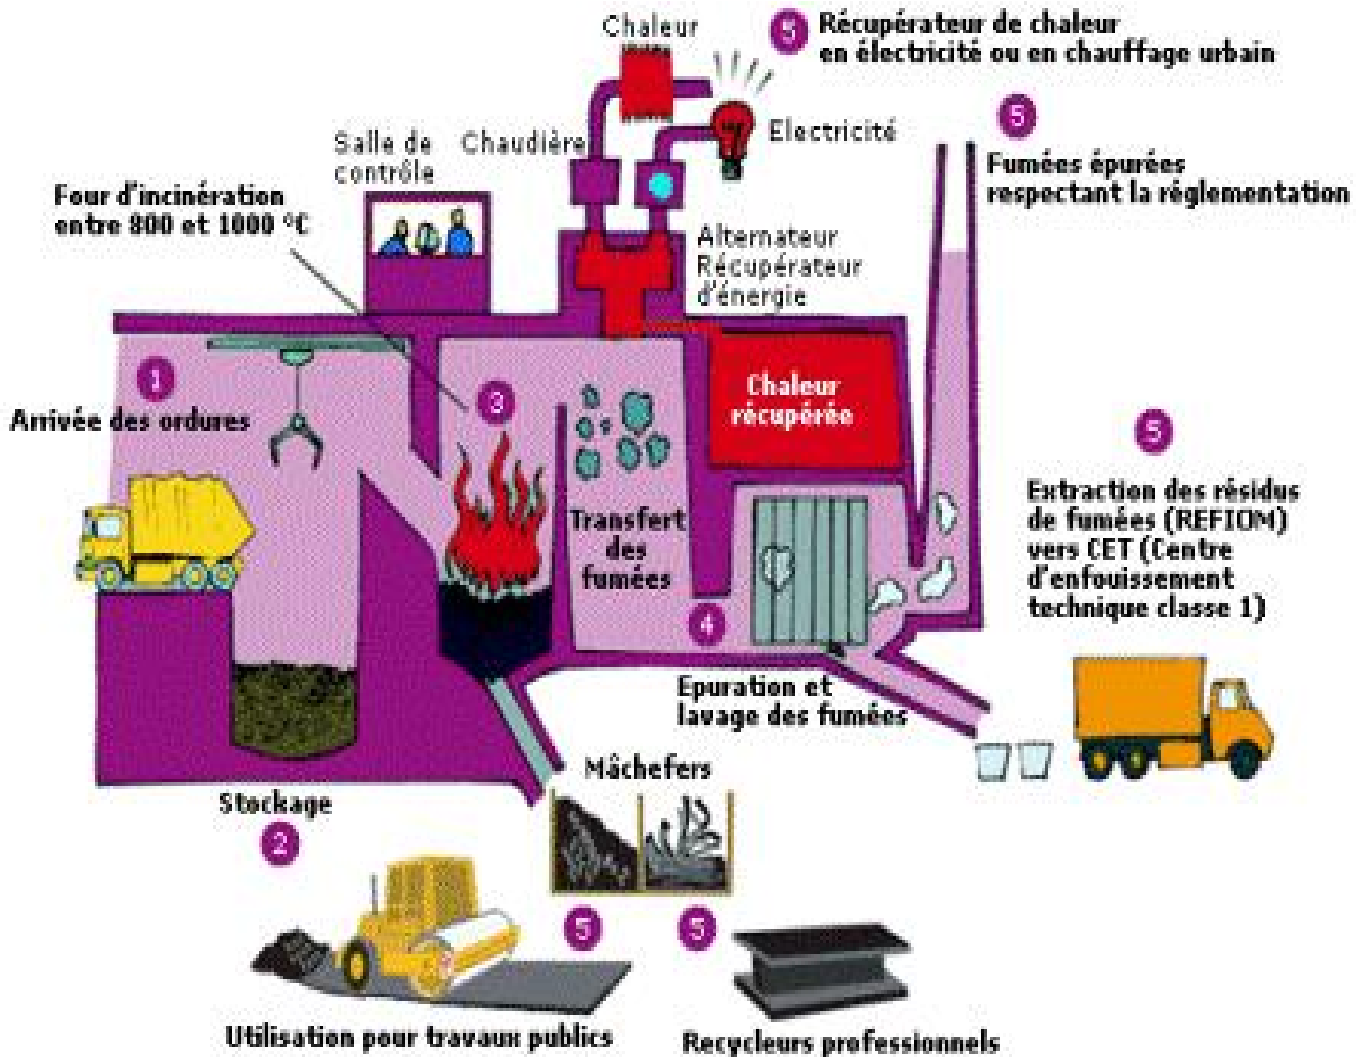 Chaleur
5
Récupérateur de chaleur
en électricité ou en chauffage urbain
5
Salle de
contrôle
Chaudière
Electricité
Fumées épurées
respectant la réglementation
Four d'incinération
entre 800 et 1000 °C
Alternateur
Récupérateur
d'énergie
1
Arrivée des ordures
3
Chaleur
récupérée
5
Extraction des résidus
de fumées (REFIOM)
vers CET (Centre
d'enfouissement
technique classe 1)
Transfert
des
fumées
4
Epuration et
lavage des fumées
Mâchefers
Stockage
2
5
5
Utilisation pour travaux publics
Recycleurs professionnels